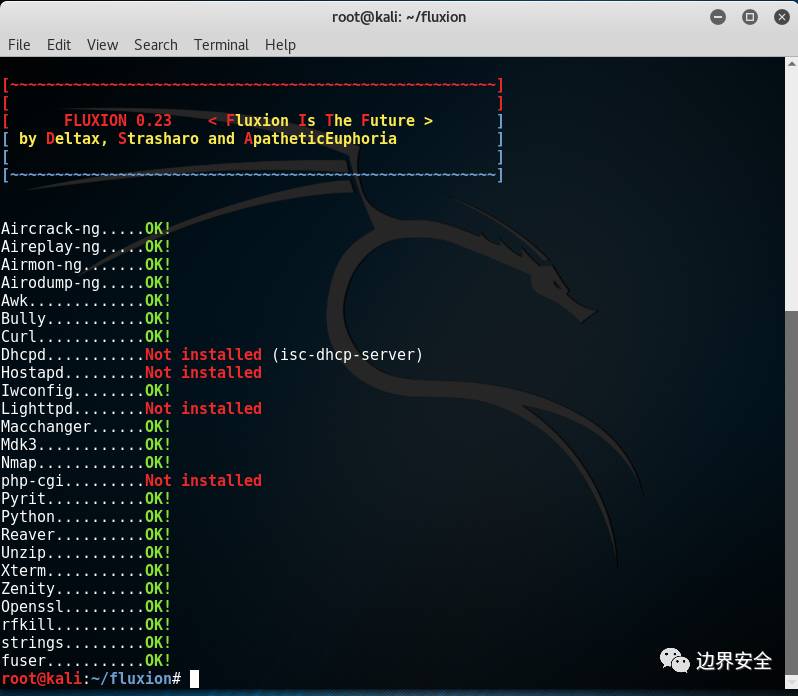 root@kali: ~/fluxion
File Edit View Search Terminal Help
[~~~~~~~~~~~~~~~~~~~~~~~~~~~~~~~~~~~~~~~~~~~~~~~~~~~~~~]
[                                                      ]
[      FLUXION 0.23    < Fluxion Is The Future >       ]
[ by Deltax, Strasharo and ApatheticEuphoria           ]
[                                                      ]
[~~~~~~~~~~~~~~~~~~~~~~~~~~~~~~~~~~~~~~~~~~~~~~~~~~~~~~]
Aircrack-ng.....OK!
Aireplay-ng.....OK!
Airmon-ng.......OK!
Airodump-ng.....OK!
Awk.............OK!
Bully...........OK!
Curl............OK!
Dhcpd...........Not installed (isc-dhcp-server)
Hostapd.........Not installed
Iwconfig........OK!
Lighttpd........Not installed
Macchanger......OK!
Mdk3............OK!
Nmap............OK!
php-cgi.........Not installed
Pyrit...........OK!
Python..........OK!
Reaver..........OK!
Unzip...........OK!
Xterm...........OK!
Zenity..........OK!
Openssl.........OK!
rfkill..........OK!
strings.........OK!
fuser...........OK!
root@kali:~/fluxion#
边界安全